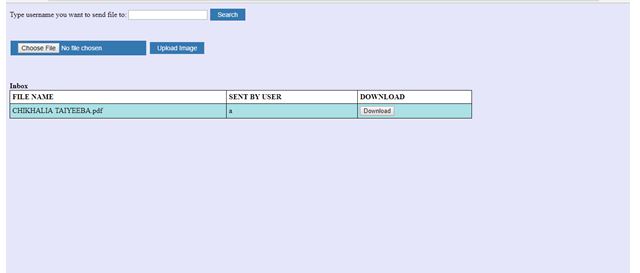 Type username you want to send file to: Search
Choose File No file chosen Upload Image
Inbox
FILE NAME SENT BY USER DOWNLOAD
CHIKHALIA TAIYEEBA.pdf a Download